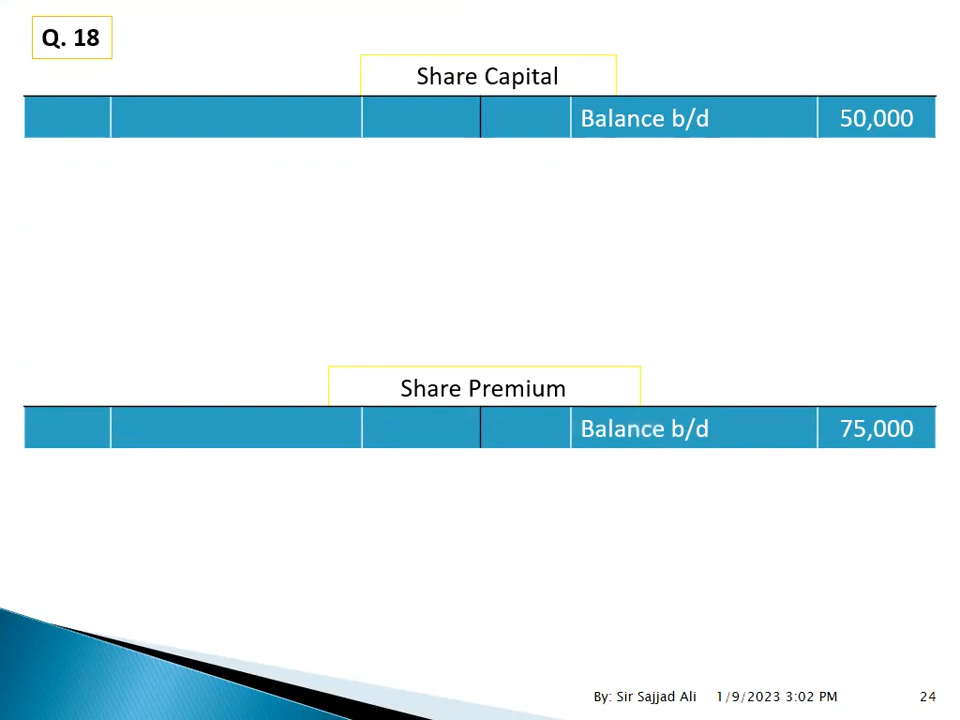 Q. 18
Share Capital
Balance b/d 50,000
Share Premium
Balance b/d 75,000
By: Sir Sajjad Ali 1/9/2023 3:02 PM 24